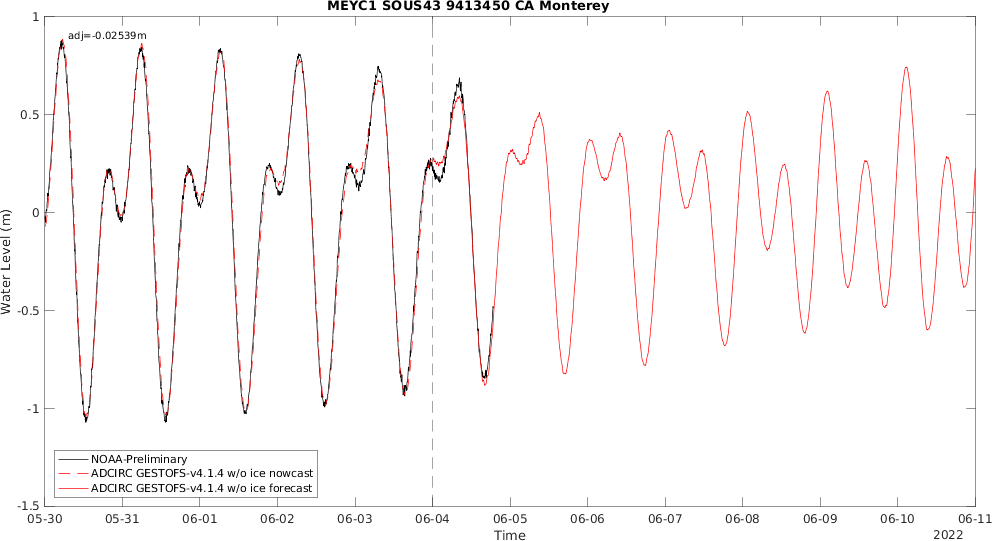 MEYC1 SOUS43 9413450 CA Monterey
adj=-0.02539m
1
0.5
0
-0.5
-1
-1.5
Water Level (m)
NOAA-Preliminary
ADCIRC GESTOFS-v4.1.4 w/o ice nowcast
ADCIRC GESTOFS-v4.1.4 w/o ice forecast
05-30 05-31 06-01 06-02 06-03 06-04 06-05 06-06 06-07 06-08 06-09 06-10 06-11
Time
2022